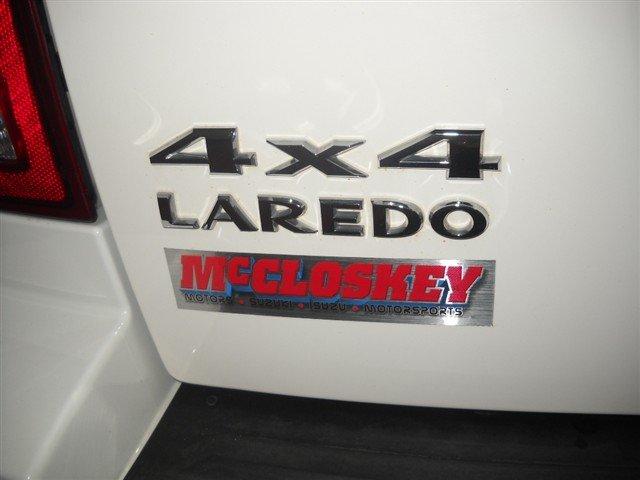 4x4
LAREDO
McCLOSKEY
MOTORS • SUZUKI • ISUZU • MOTORSPORTS